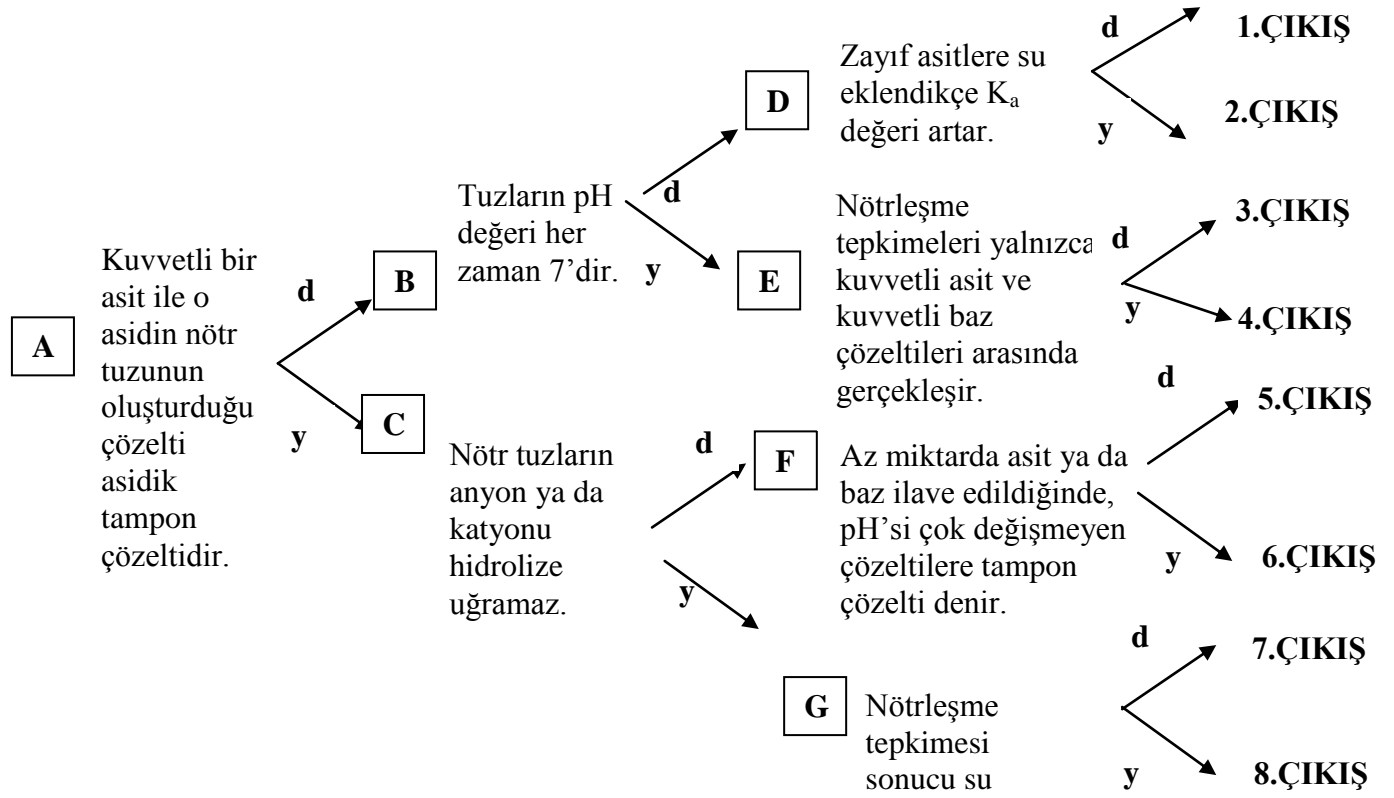 A
Kuvvetli bir
asit ile o
asidin nötr
tuzunun
oluşturduğu
çözelti
asidik
tampon
çözeltidir.
d
y
B
Tuzların pH
değeri her
zaman 7’dir.
d
y
C
Nötr tuzların
anyon ya da
katyonu
hidrolize
uğramaz.
d
y
D
Zayıf asitlere su
eklendikçe Ka
değeri artar.
d
y
1.ÇIKIŞ
2.ÇIKIŞ
E
Nötrleşme
tepkimeleri yalnızca
kuvvetli asit ve
kuvvetli baz
çözeltileri arasında
gerçekleşir.
d
y
3.ÇIKIŞ
4.ÇIKIŞ
F
Az miktarda asit ya da
baz ilave edildiğinde,
pH’si çok değişmeyen
çözeltilere tampon
çözelti denir.
d
y
5.ÇIKIŞ
6.ÇIKIŞ
G
Nötrleşme
tepkimesi
sonucu su
d
y
7.ÇIKIŞ
8.ÇIKIŞ